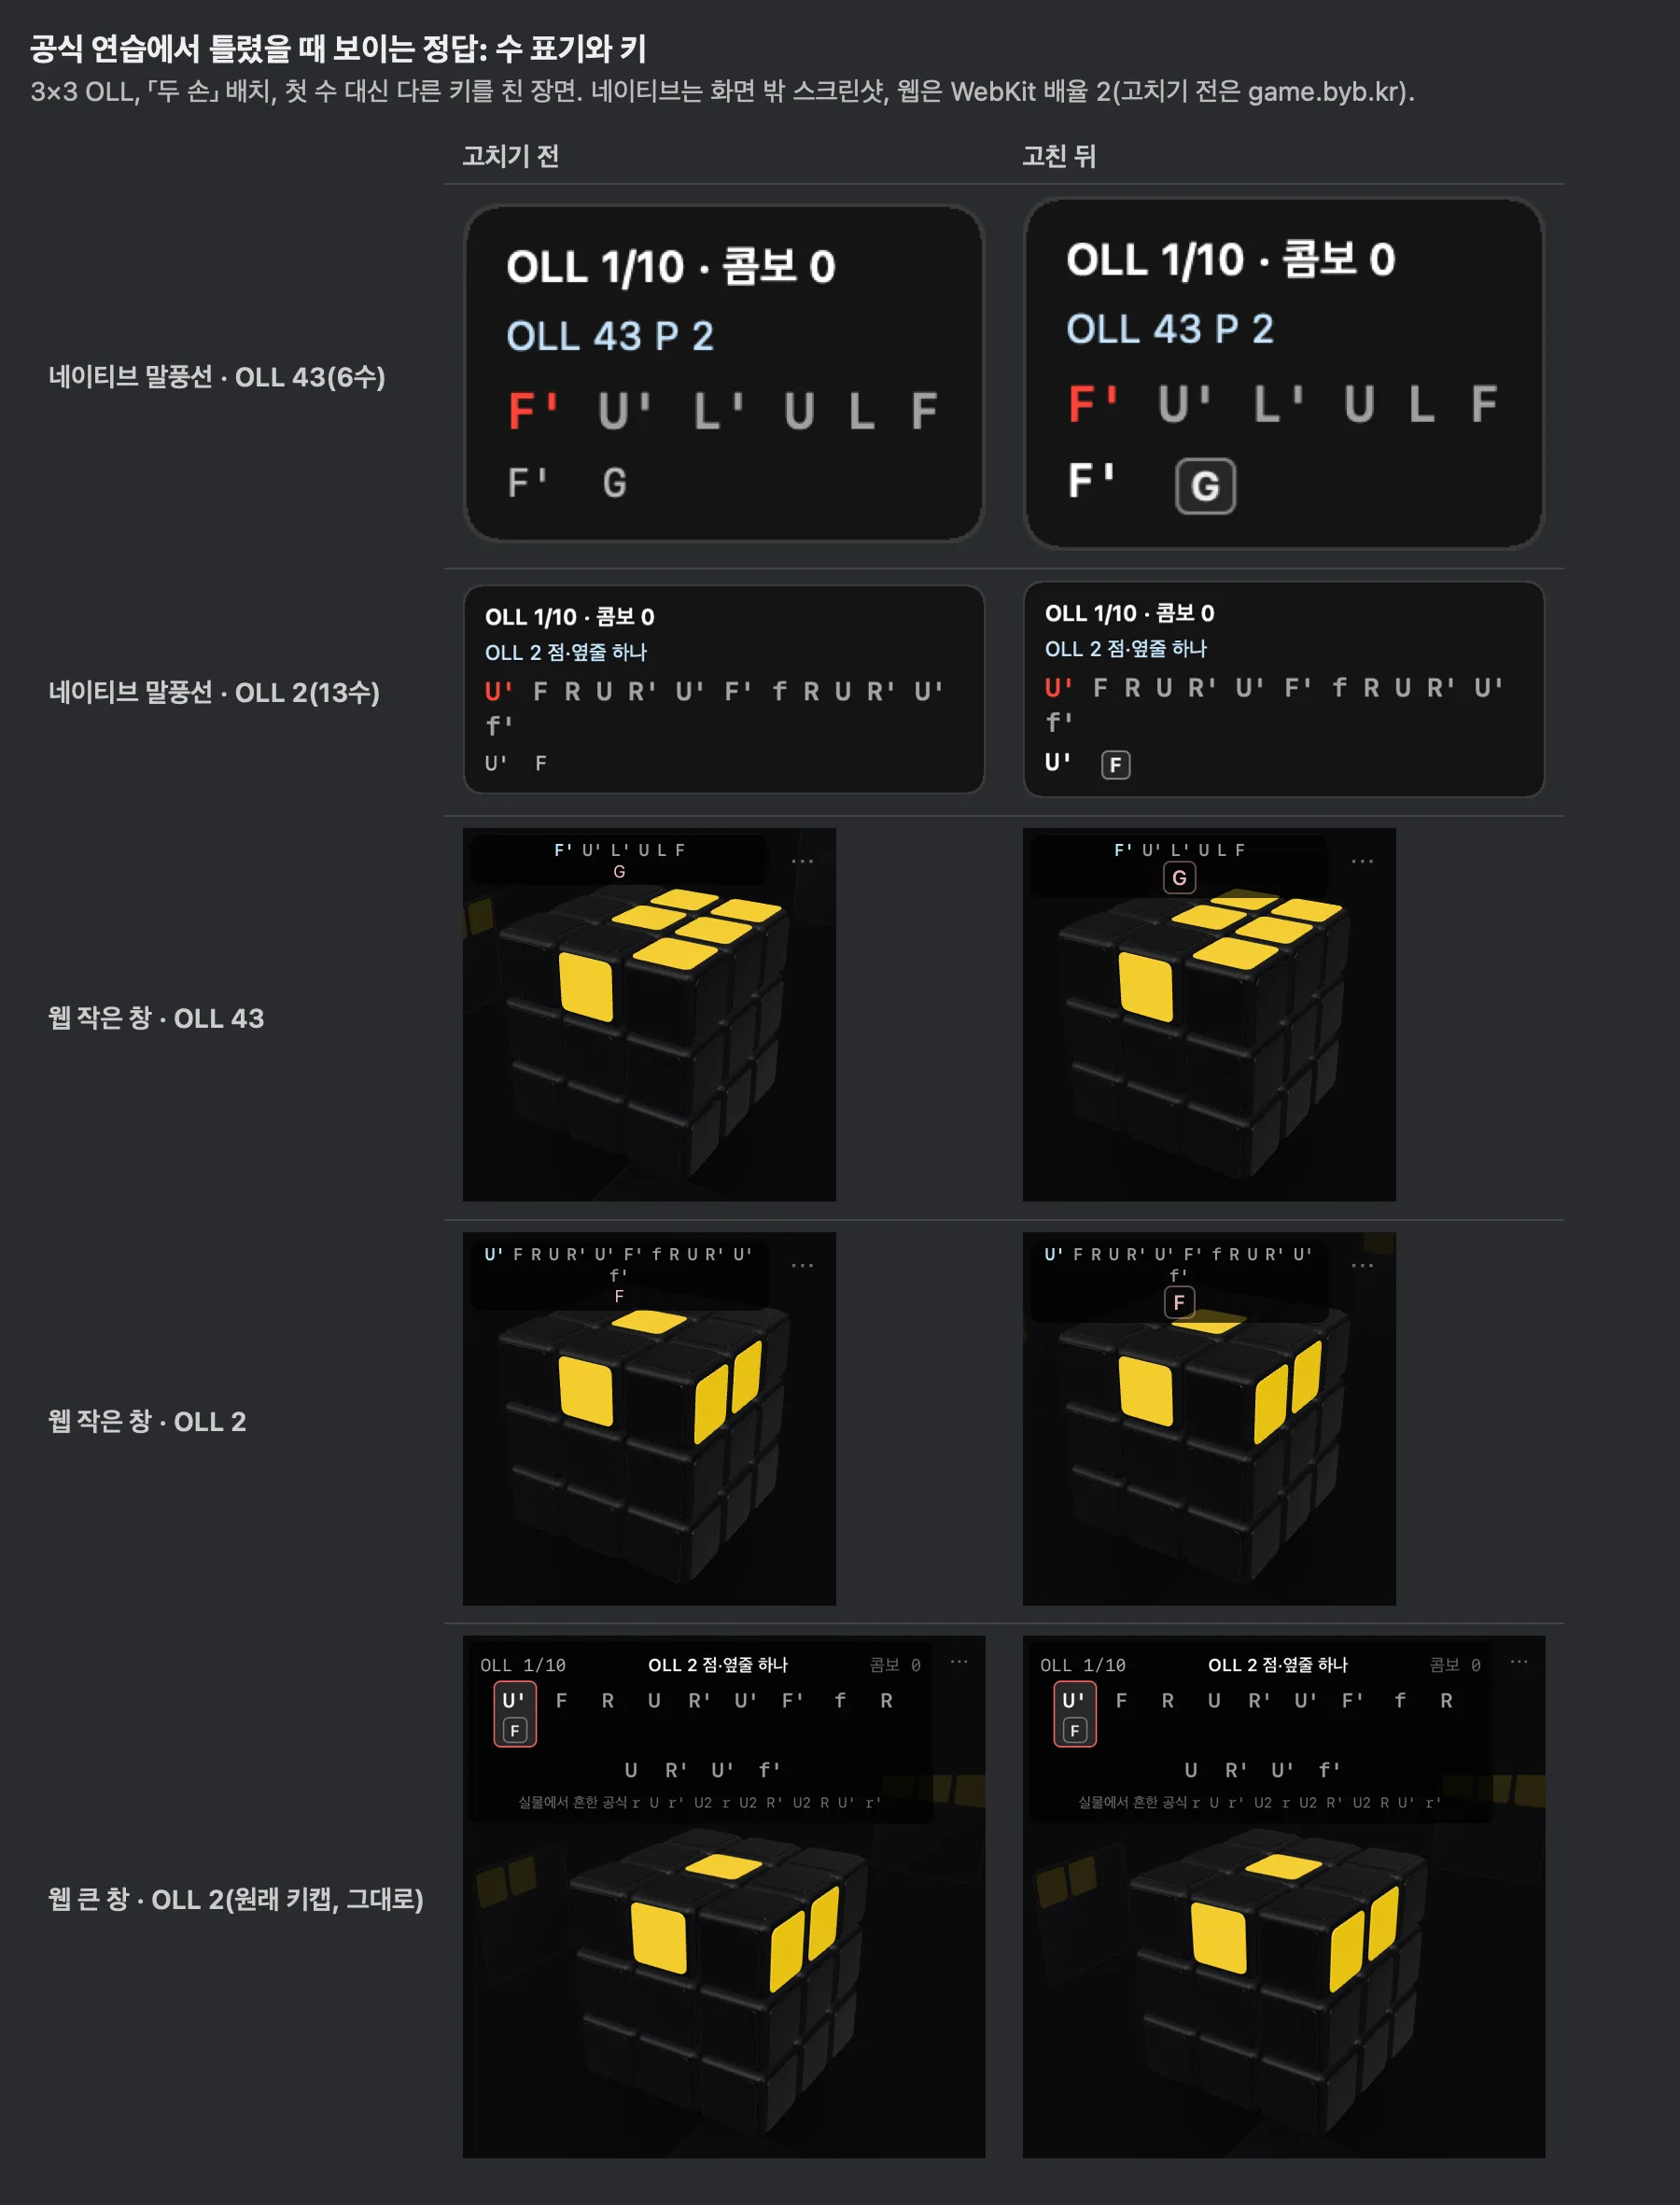 공식 연습에서 틀렸을 때 보이는 정답: 수 표기와 키
3×3 OLL, 「두 손」 배치, 첫 수 대신 다른 키를 친 장면. 네이티브는 화면 밖 스크린샷, 웹은 WebKit 배율 2(고치기 전은 game.byb.kr).
고치기 전
고친 뒤
네이티브 말풍선 · OLL 43(6수)
OLL 1/10 · 콤보 0
OLL 43 P 2
F' U' L' U L F
F' G
OLL 1/10 · 콤보 0
OLL 43 P 2
F' U' L' U L F
F' G
네이티브 말풍선 · OLL 2(13수)
OLL 1/10 · 콤보 0
OLL 2 점·옆줄 하나
U' F R U R' U' F' f R U R' U'
f'
U' F
OLL 1/10 · 콤보 0
OLL 2 점·옆줄 하나
U' F R U R' U' F' f R U R' U'
f'
U' F
웹 작은 창 · OLL 43
F' U' L' U L F
G
...
F' U' L' U L F
G
...
웹 작은 창 · OLL 2
U' F R U R' U' F' f R U R' U'
f'
F
...
U' F R U R' U' F' f R U R' U'
f'
F
...
웹 큰 창 · OLL 2(원래 키캡, 그대로)
OLL 1/10 OLL 2 점·옆줄 하나 콤보 0 ...
U' F R U R' U' F' f R
F
U R' U' f'
실물에서 흔한 공식 r U r' U2 r U2 R' U2 R U' r'
OLL 1/10 OLL 2 점·옆줄 하나 콤보 0 ...
U' F R U R' U' F' f R
F
U R' U' f'
실물에서 흔한 공식 r U r' U2 r U2 R' U2 R U' r'